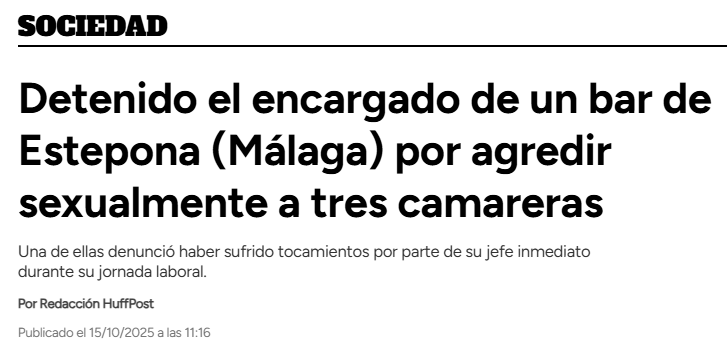 SOCIEDAD
Detenido el encargado de un bar de
Estepona (Málaga) por agredir
sexualmente a tres camareras
Una de ellas denunció haber sufrido tocamientos por parte de su jefe inmediato
durante su jornada laboral.
Por Redacción HuffPost
Publicado el 15/10/2025 a las 11:16